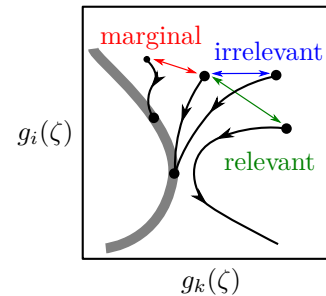 marginal
irrelevant
g_i(ζ)
relevant
g_k(ζ)